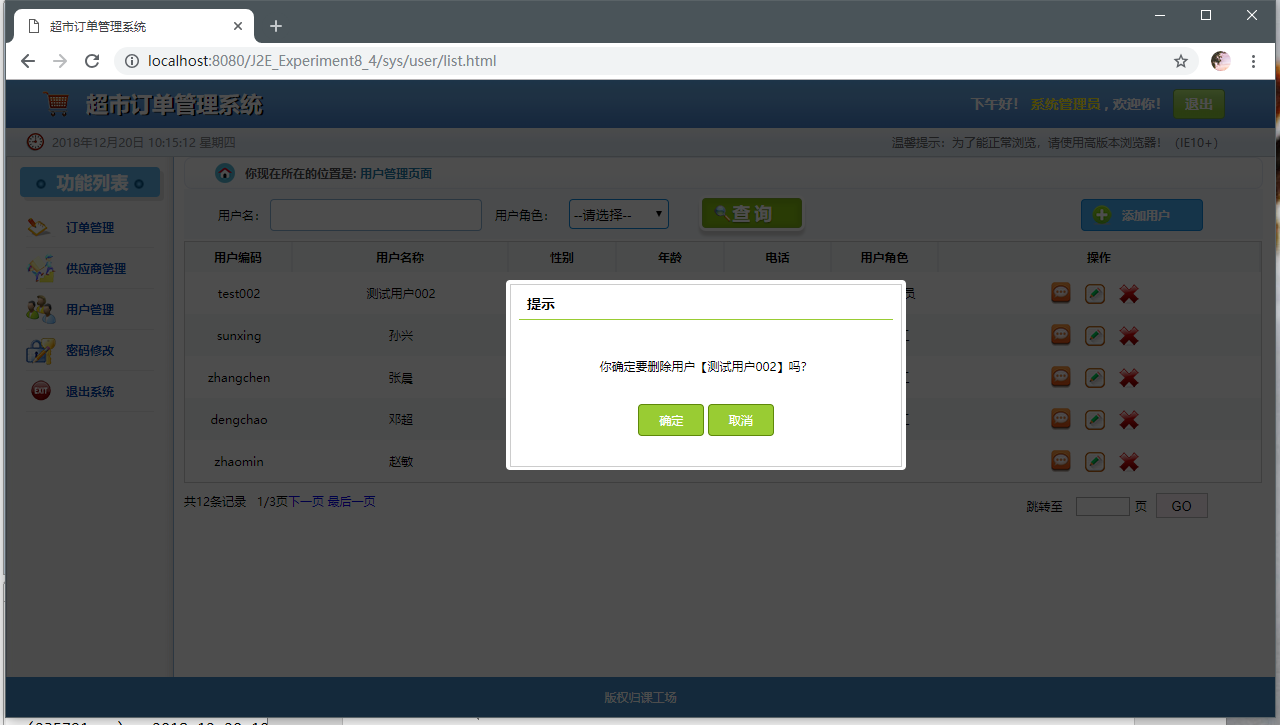 超市订单管理系统
localhost:8080/J2E_Experiment8_4/sys/user/list.html
超市订单管理系统 下午好！ 系统管理员 , 欢迎你！ 退出
2018年12月20日 10:15:12 星期四 温馨提示：为了能正常浏览，请使用高版本浏览器！ (IE10+)
功能列表
订单管理
供应商管理
用户管理
密码修改
EXIT 退出系统
你现在所在的位置是: 用户管理页面
用户名： 用户角色： --请选择-- 查 询 添加用户
用户编码 用户名称 性别 年龄 电话 用户角色 操作
test002 测试用户002 员
sunxing 孙兴
zhangchen 张晨
dengchao 邓超
zhaomin 赵敏
提示
你确定要删除用户【测试用户002】吗？
确定 取消
共12条记录 1/3页下一页 最后一页 跳转至 页 GO
版权归课工场